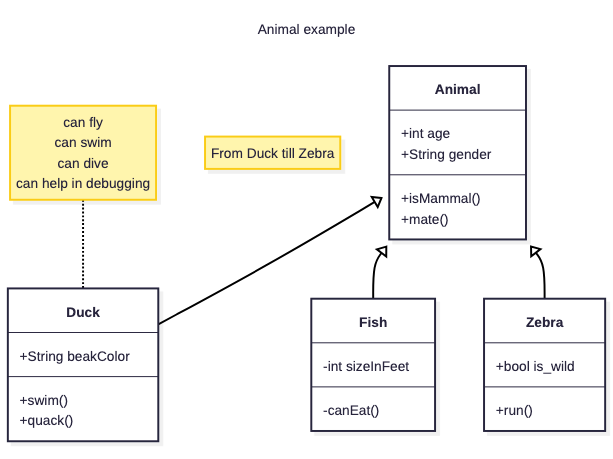 Animal example
Animal
+int age
+String gender
+isMammal()
+mate()
can fly
can swim
can dive
can help in debugging
From Duck till Zebra
Duck
+String beakColor
+swim()
+quack()
Fish
-int sizeInFeet
-canEat()
Zebra
+bool is_wild
+run()